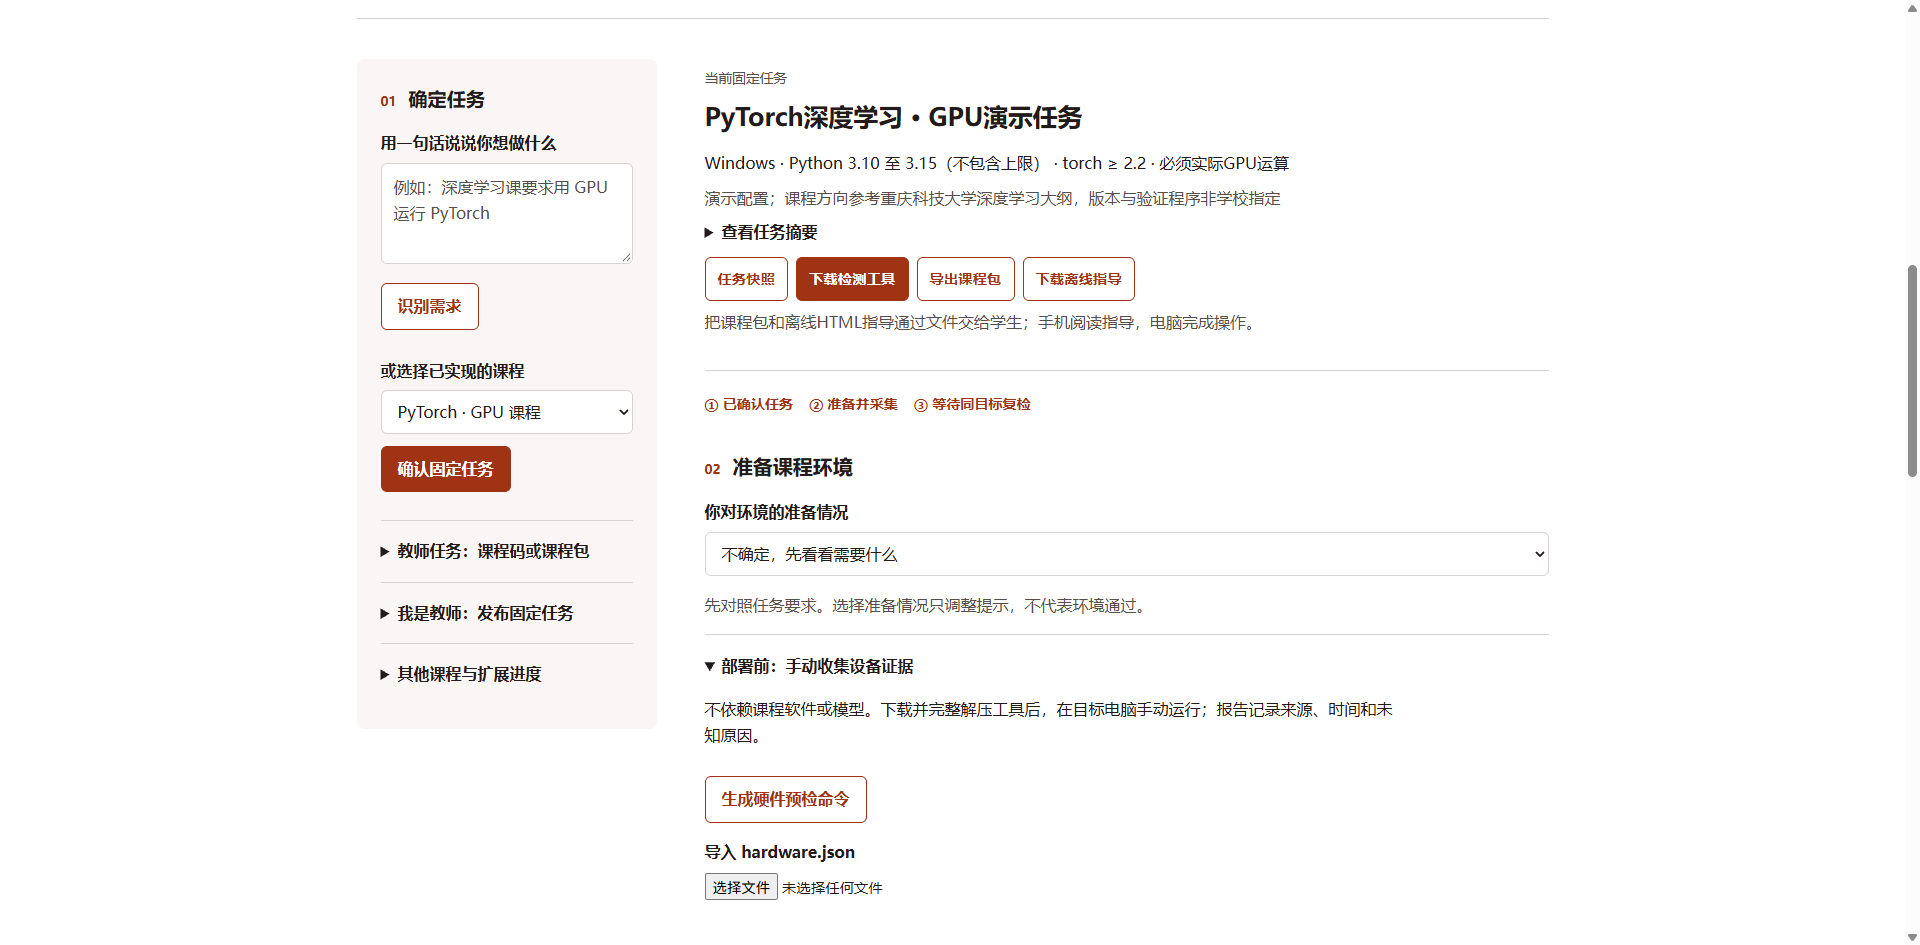 01 确定任务
用一句话说说你想做什么
例如：深度学习课要求用 GPU
运行 PyTorch
识别需求
或选择已实现的课程
PyTorch · GPU 课程
确认固定任务
教师任务：课程码或课程包
我是教师：发布固定任务
其他课程与扩展进度
当前固定任务
PyTorch深度学习 · GPU演示任务
Windows · Python 3.10 至 3.15（不包含上限） · torch ≥ 2.2 · 必须实际GPU运算
演示配置；课程方向参考重庆科技大学深度学习大纲，版本与验证程序非学校指定
查看任务摘要
任务快照 下载检测工具 导出课程包 下载离线指导
把课程包和离线HTML指导通过文件交给学生；手机阅读指导，电脑完成操作。
① 已确认任务 ② 准备并采集 ③ 等待同目标复检
02 准备课程环境
你对环境的准备情况
不确定，先看看需要什么
先对照任务要求。选择准备情况只调整提示，不代表环境通过。
部署前：手动收集设备证据
不依赖课程软件或模型。下载并完整解压工具后，在目标电脑手动运行；报告记录来源、时间和未
知原因。
生成硬件预检命令
导入 hardware.json
选择文件 未选择任何文件